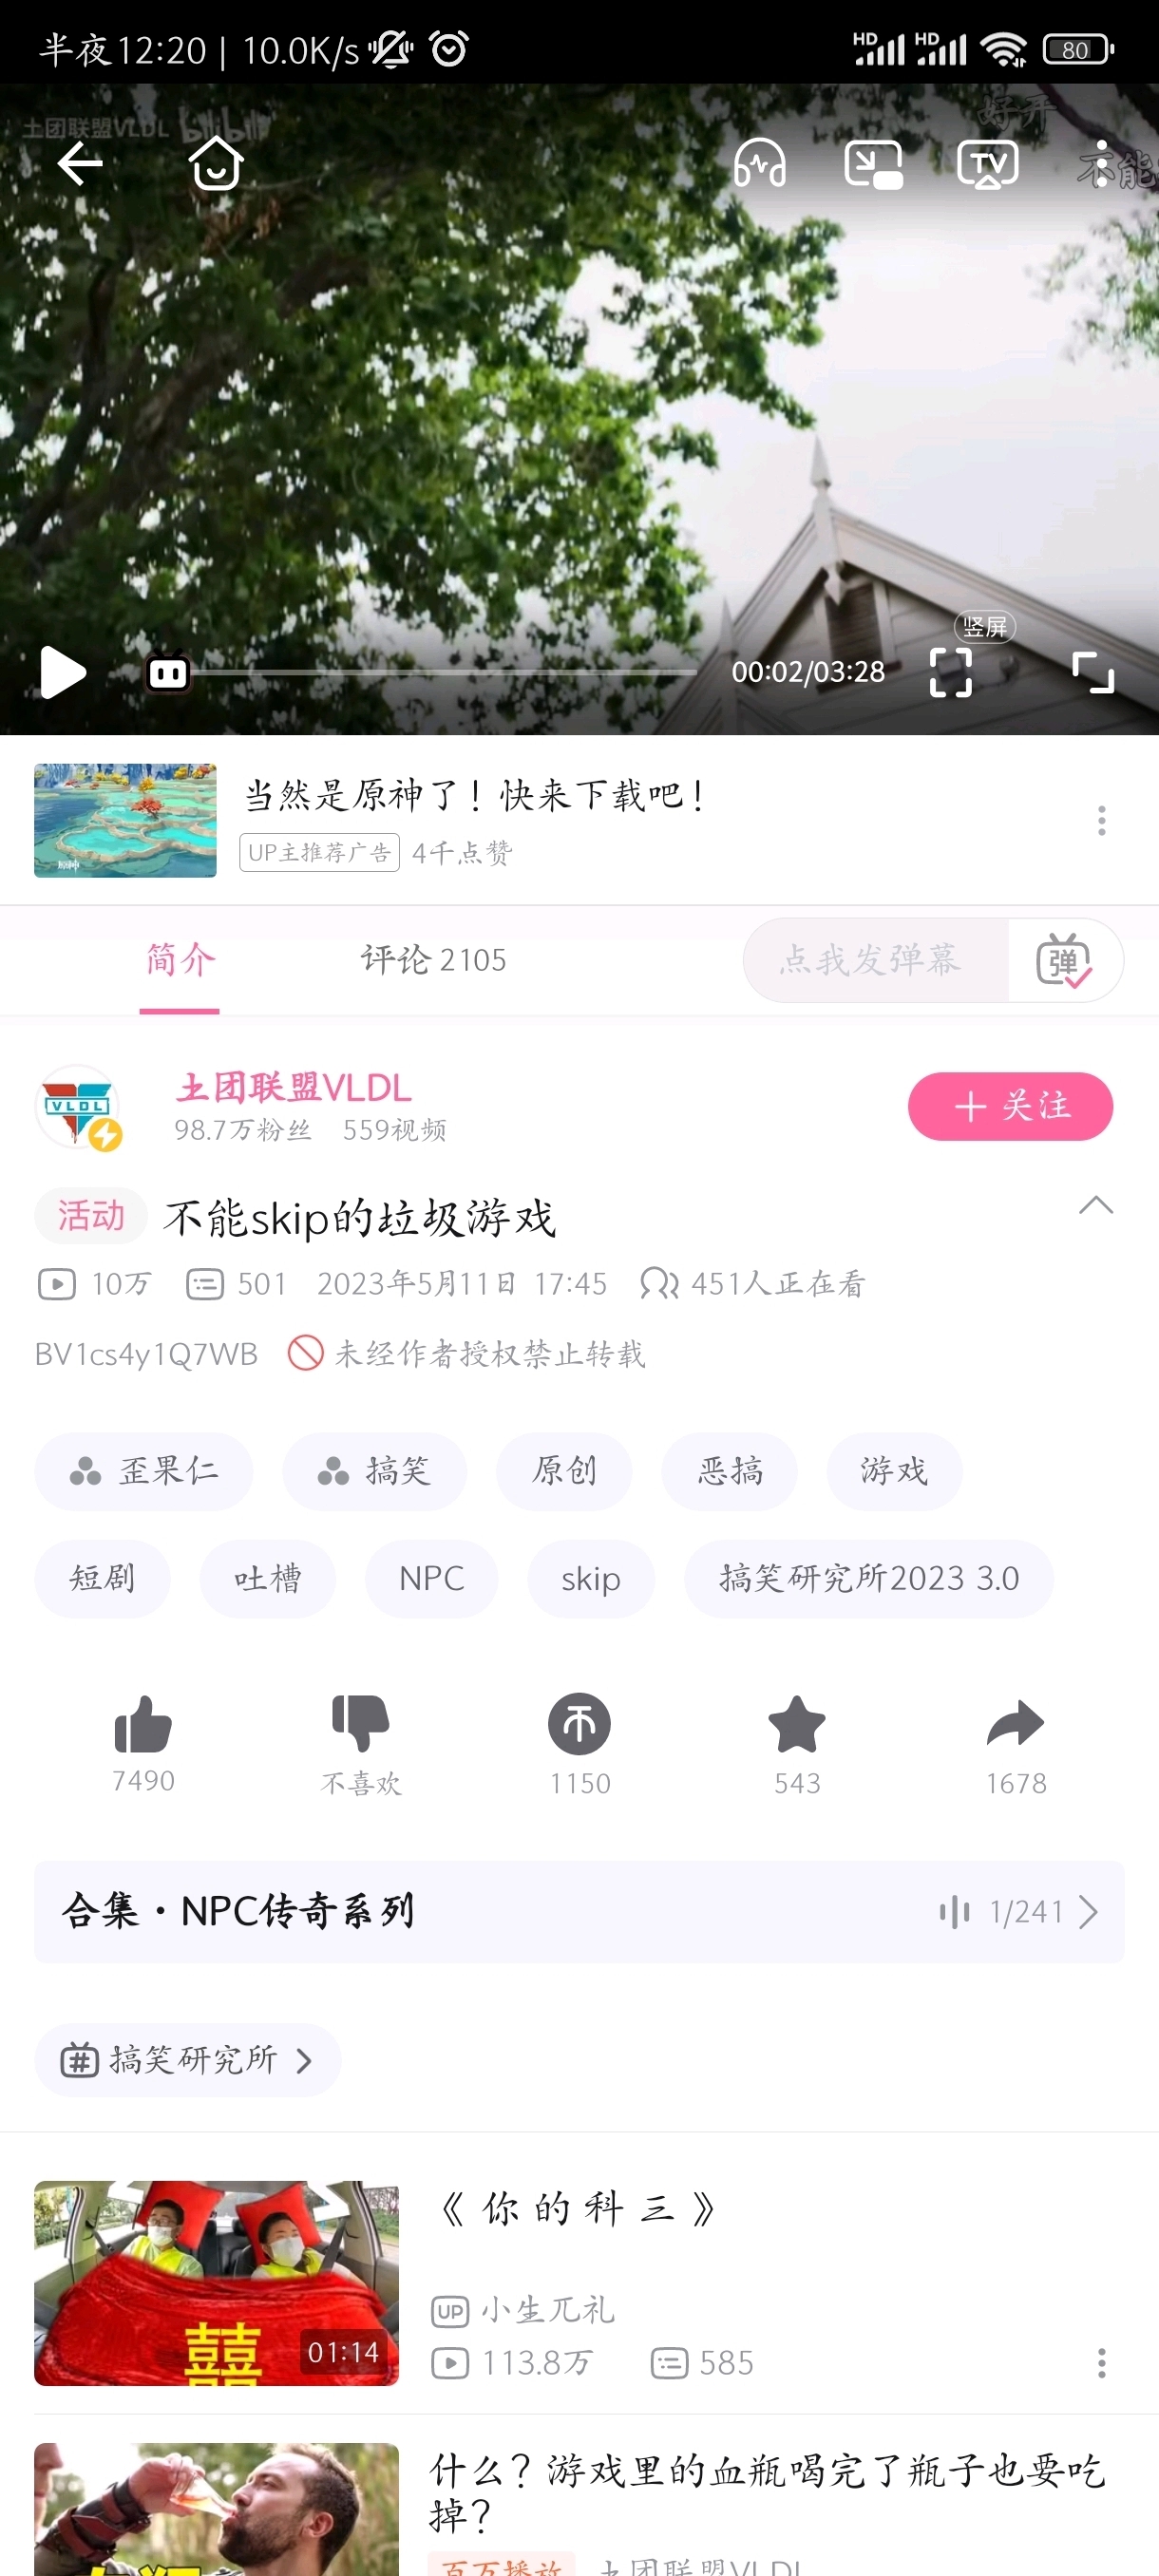 半夜12:20 | 10.0K/s
HD HD 80
土团联盟VLDL bilibili
好开
不能
TV
竖屏
00:02/03:28
原神
当然是原神了！快来下载吧！
UP主推荐广告 4千点赞
简介 评论 2105 点我发弹幕 弹
VLDL
土团联盟VLDL
98.7万粉丝 559视频
＋ 关注
活动 不能skip的垃圾游戏
10万 501 2023年5月11日 17:45 451人正在看
BV1cs4y1Q7WB 未经作者授权禁止转载
歪果仁 搞笑 原创 恶搞 游戏
短剧 吐槽 NPC skip 搞笑研究所2023 3.0
7490 不喜欢 1150 543 1678
合集・NPC传奇系列 1/241
# 搞笑研究所
《 你 的 科 三 》
囍
01:14
UP 小生兀礼
113.8万 585
什么？游戏里的血瓶喝完了瓶子也要吃
掉？
百万播放 土团联盟VLDL